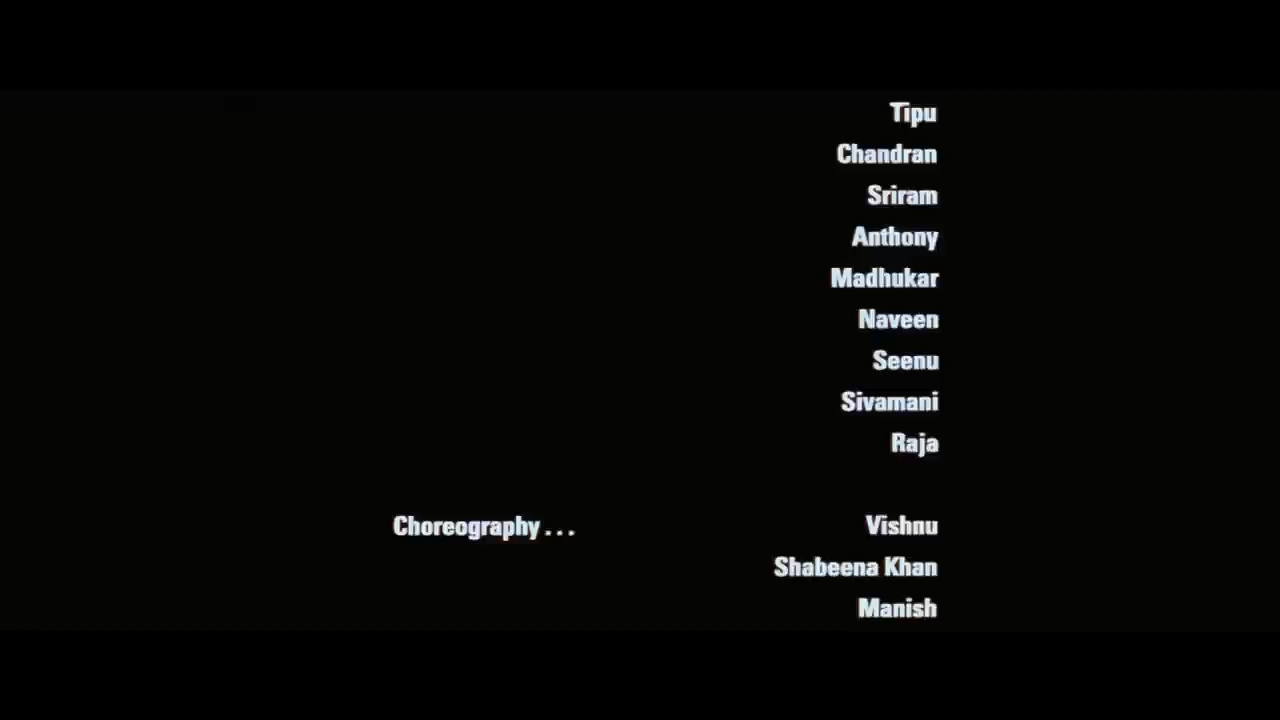 Tipu
Chandran
Sriram
Anthony
Madhukar
Naveen
Seenu
Sivamani
Raja
Choreography . . . Vishnu
Shabeena Khan
Manish